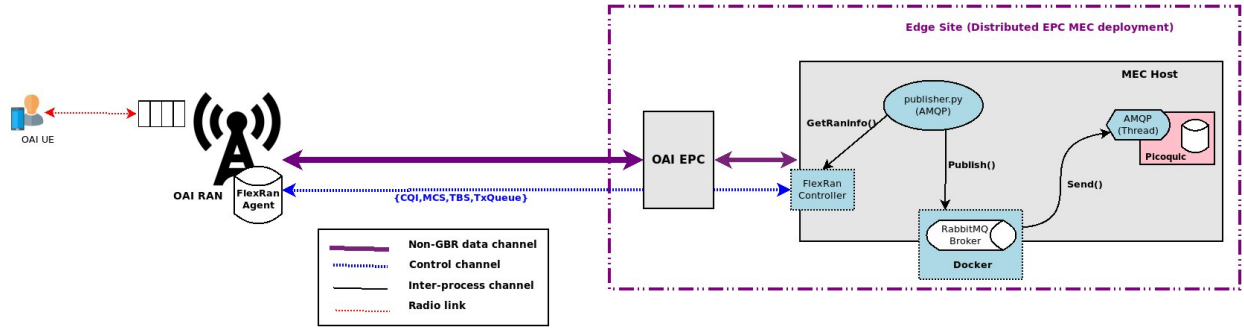 Edge Site (Distributed EPC MEC deployment)
MEC Host
publisher.py
(AMQP)
AMQP
(Thread)
GetRaninfo()
Picoquic
OAI UE
OAI EPC
Publish()
FlexRan
Controller
Send()
OAI RAN
FlexRan
Agent
{CQI,MCS,TBS,TxQueue}
RabbitMQ
Broker
Docker
Non-GBR data channel
Control channel
Inter-process channel
Radio link